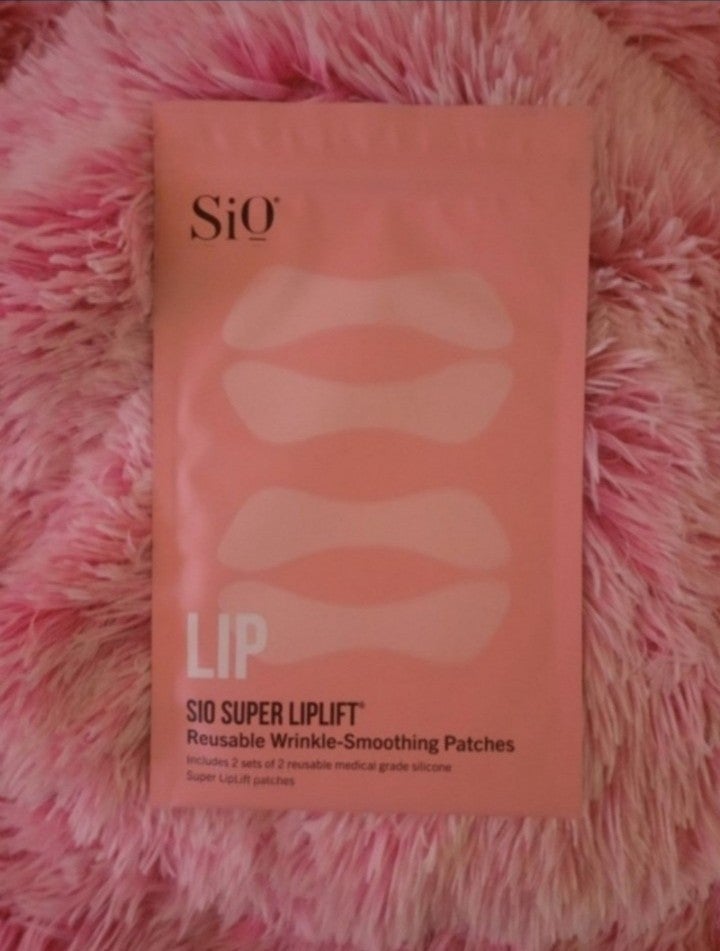 SiO®
LIP
SIO SUPER LIPLIFT®
Reusable Wrinkle-Smoothing Patches
Includes 2 sets of 2 reusable medical grade silicone
Super LipLift patches